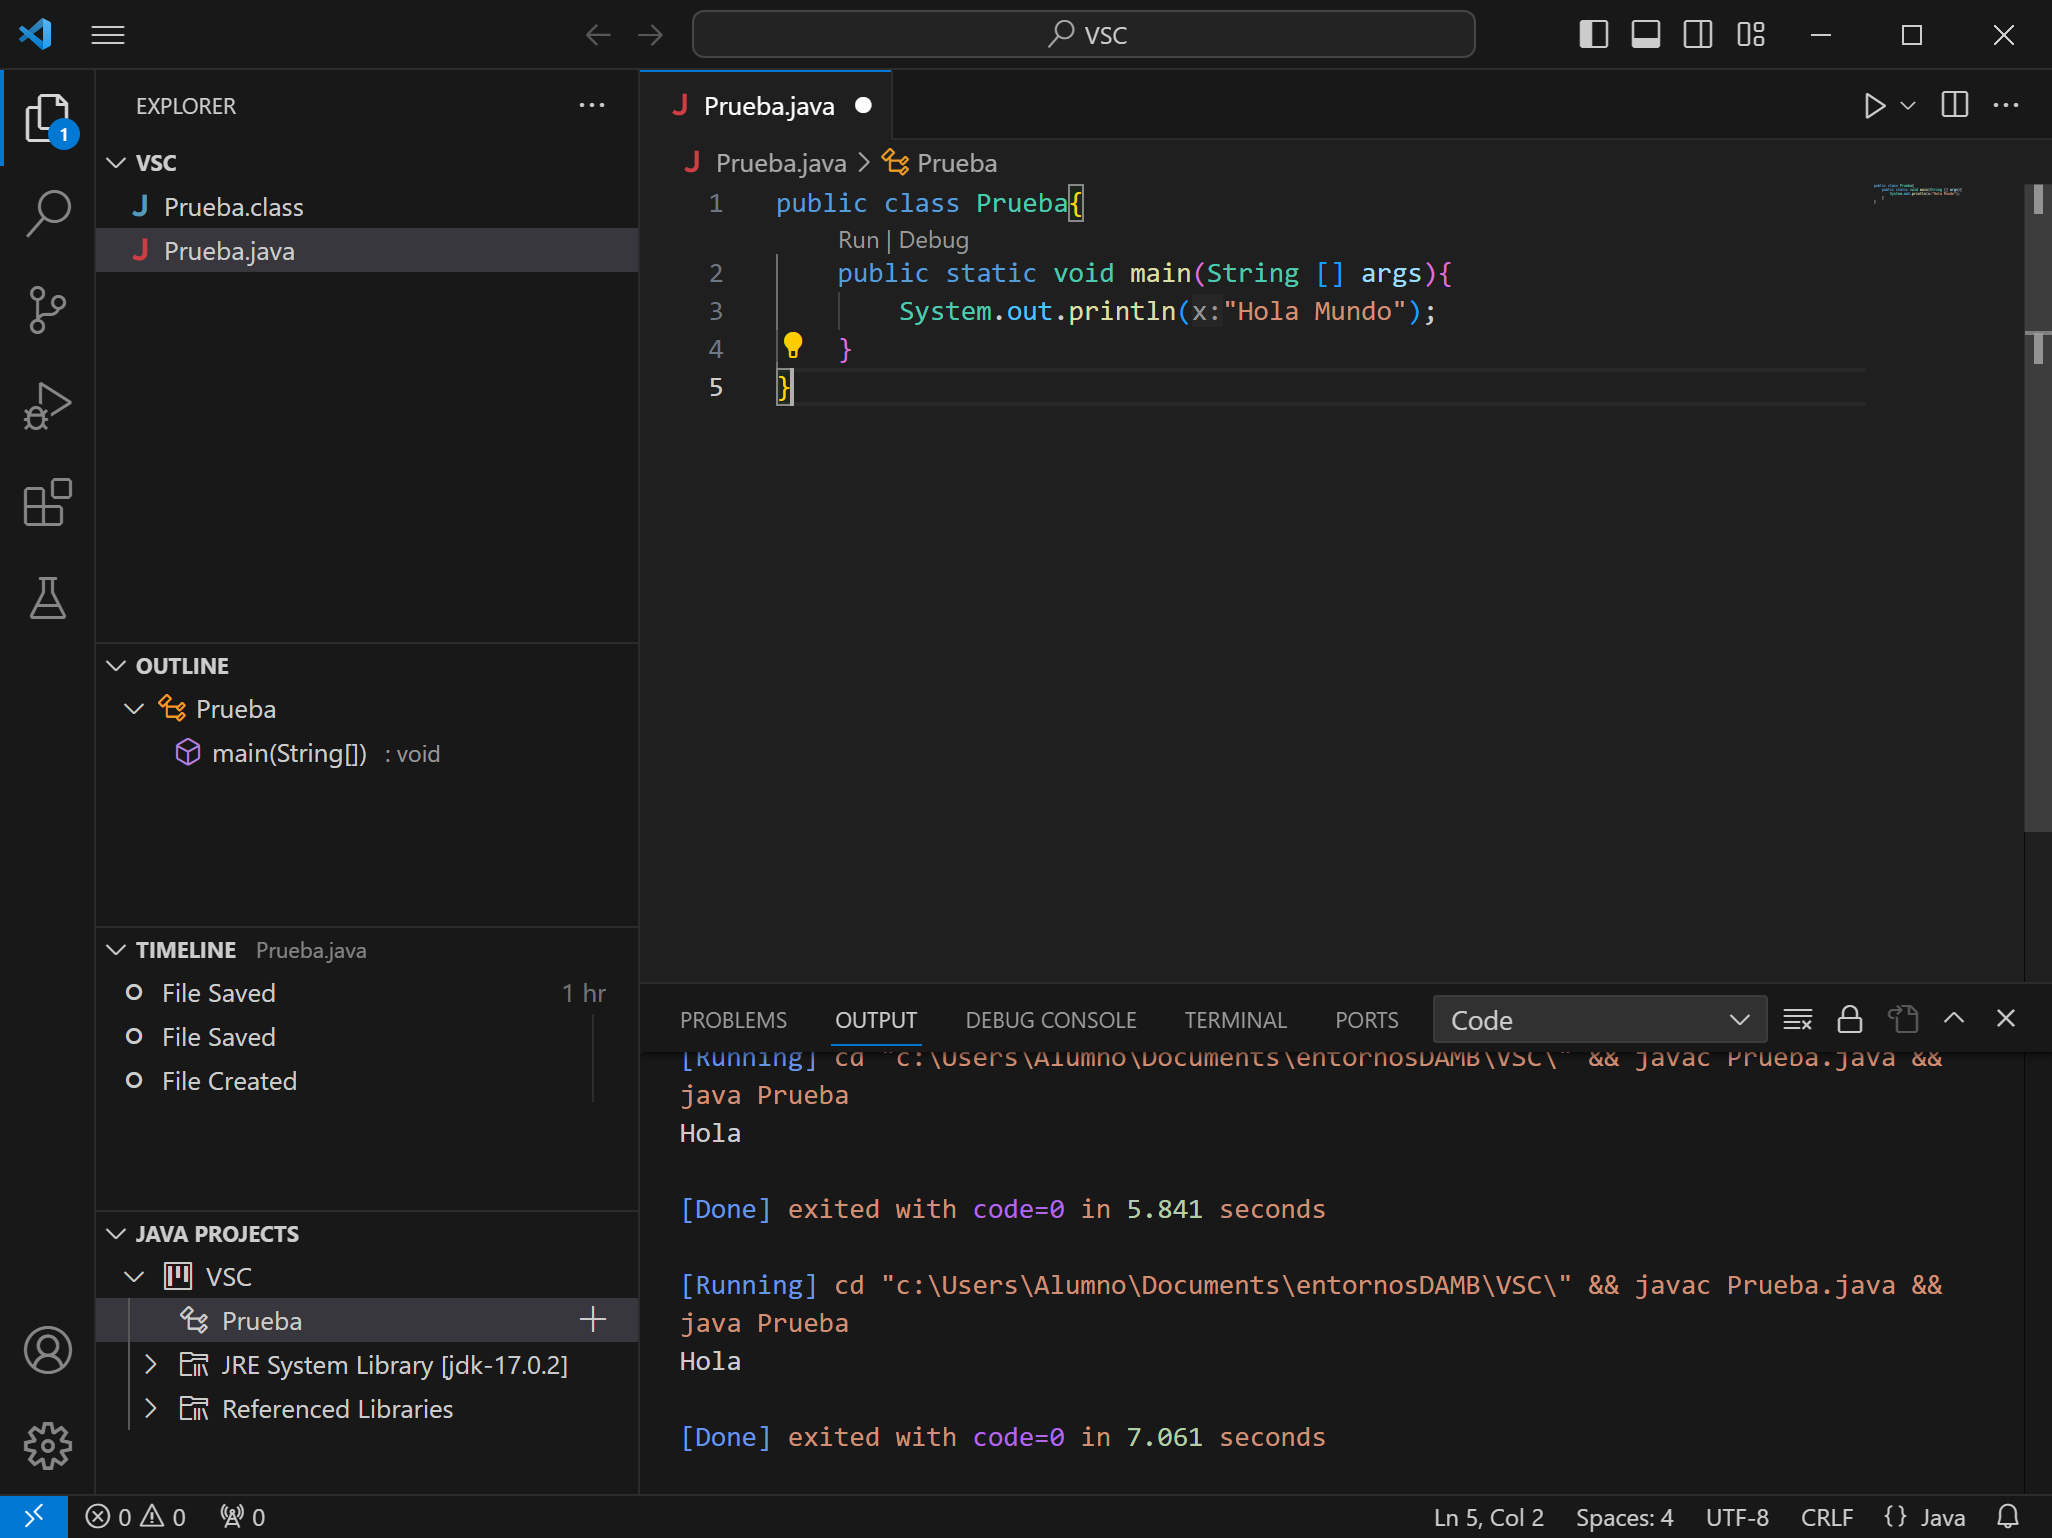 VSC
EXPLORER
1
VSC
Prueba.class
Prueba.java
OUTLINE
Prueba
main(String[]) : void
TIMELINE Prueba.java
File Saved 1 hr
File Saved
File Created
JAVA PROJECTS
VSC
Prueba
JRE System Library [jdk-17.0.2]
Referenced Libraries
Prueba.java
Prueba.java > Prueba
1 public class Prueba{
Run | Debug
2 public static void main(String [] args){
3 System.out.println(x:"Hola Mundo");
4 }
5 }
PROBLEMS OUTPUT DEBUG CONSOLE TERMINAL PORTS Code
[Running] cd "c:\Users\Alumno\Documents\entornosDAMB\VSC\" && javac Prueba.java &&
java Prueba
Hola
[Done] exited with code=0 in 5.841 seconds
[Running] cd "c:\Users\Alumno\Documents\entornosDAMB\VSC\" && javac Prueba.java &&
java Prueba
Hola
[Done] exited with code=0 in 7.061 seconds
0 0 0 Ln 5, Col 2 Spaces: 4 UTF-8 CRLF {} Java